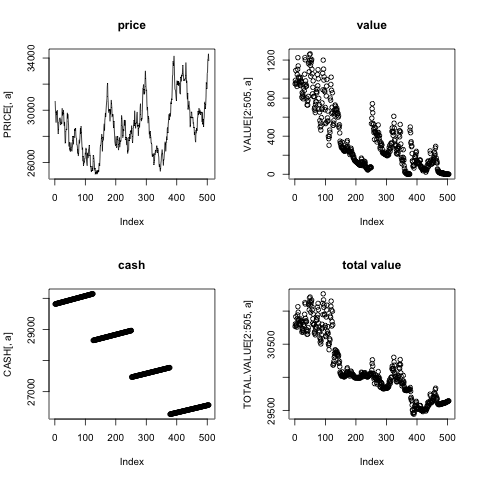 price
PRICE[, a]
26000 30000 34000
0 100 200 300 400 500
Index
value
VALUE[2:505, a]
0 400 800 1200
0 100 200 300 400 500
Index
cash
CASH[, a]
27000 29000
0 100 200 300 400 500
Index
total value
TOTAL.VALUE[2:505, a]
29500 30500
0 100 200 300 400 500
Index